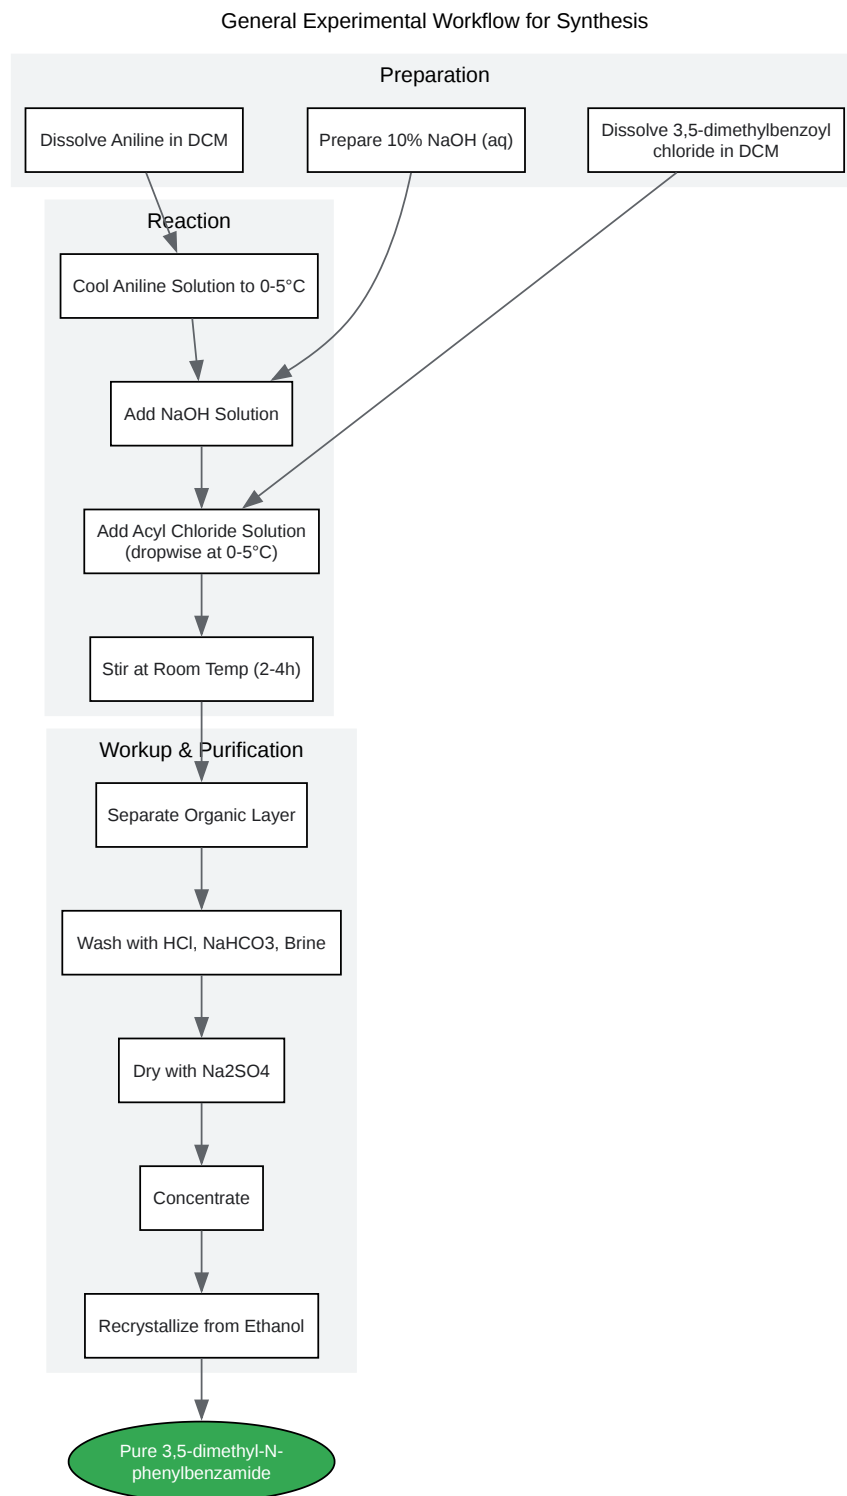 General Experimental Workflow for Synthesis
Preparation
Dissolve Aniline in DCM
Prepare 10% NaOH (aq)
Dissolve 3,5-dimethylbenzoyl
chloride in DCM
Reaction
Cool Aniline Solution to 0-5°C
Add NaOH Solution
Add Acyl Chloride Solution
(dropwise at 0-5°C)
Stir at Room Temp (2-4h)
Workup & Purification
Separate Organic Layer
Wash with HCl, NaHCO3, Brine
Dry with Na2SO4
Concentrate
Recrystallize from Ethanol
Pure 3,5-dimethyl-N-
phenylbenzamide